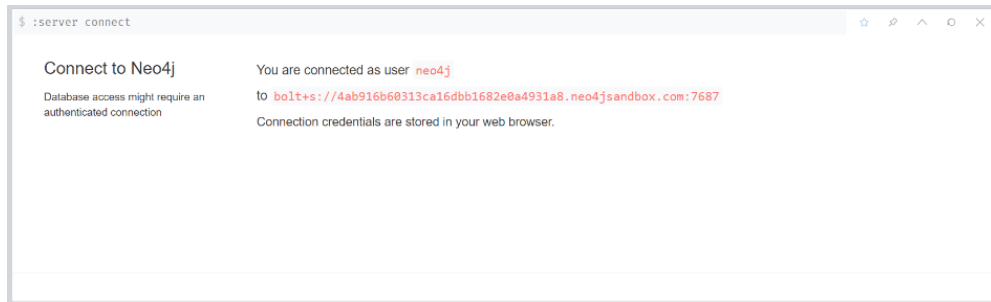 $ :server connect
Connect to Neo4j
Database access might require an
authenticated connection
You are connected as user neo4j
to bolt+s://4ab916b60313ca16dbb1682e0a4931a8.neo4jsandbox.com:7687
Connection credentials are stored in your web browser.